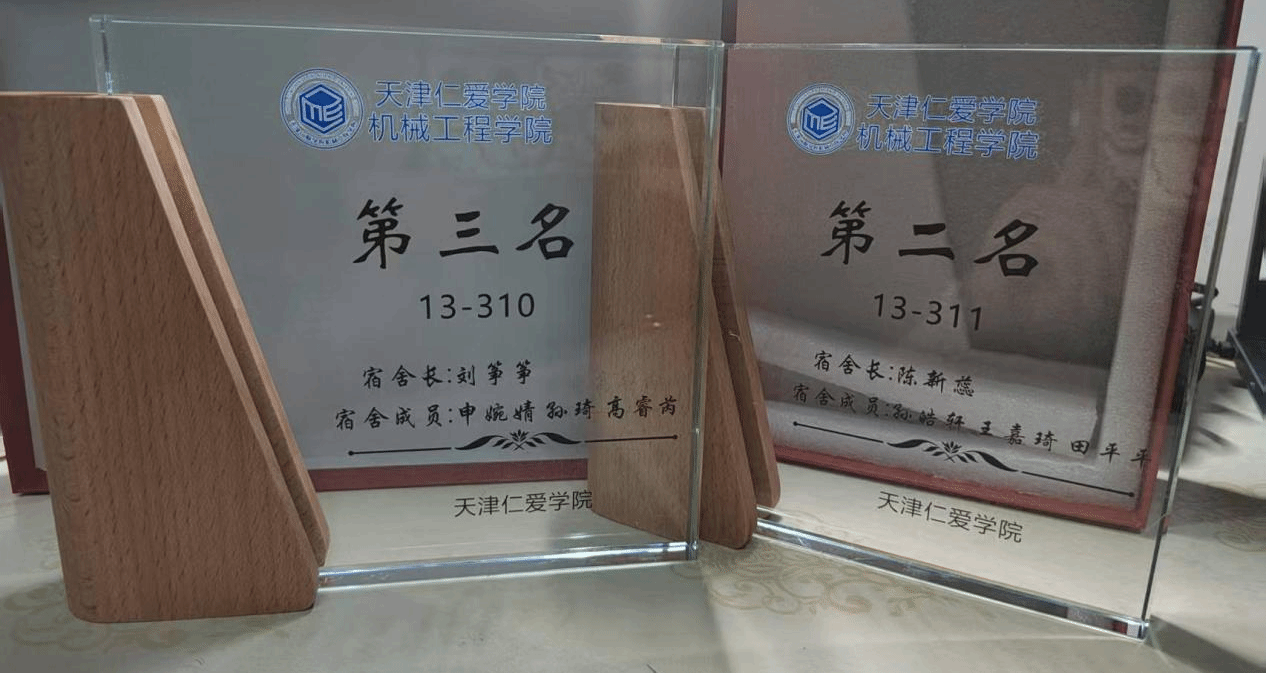 天津仁爱学院
机械工程学院
第三名
13-310
宿舍长:刘筝筝
宿舍成员:申婉婧孙琦高睿芮
天津仁爱学院
天津仁爱学院
机械工程学院
第二名
13-311
宿舍长:陈新蕊
宿舍成员:孙皓轩王嘉琦田平平
天津仁爱学院